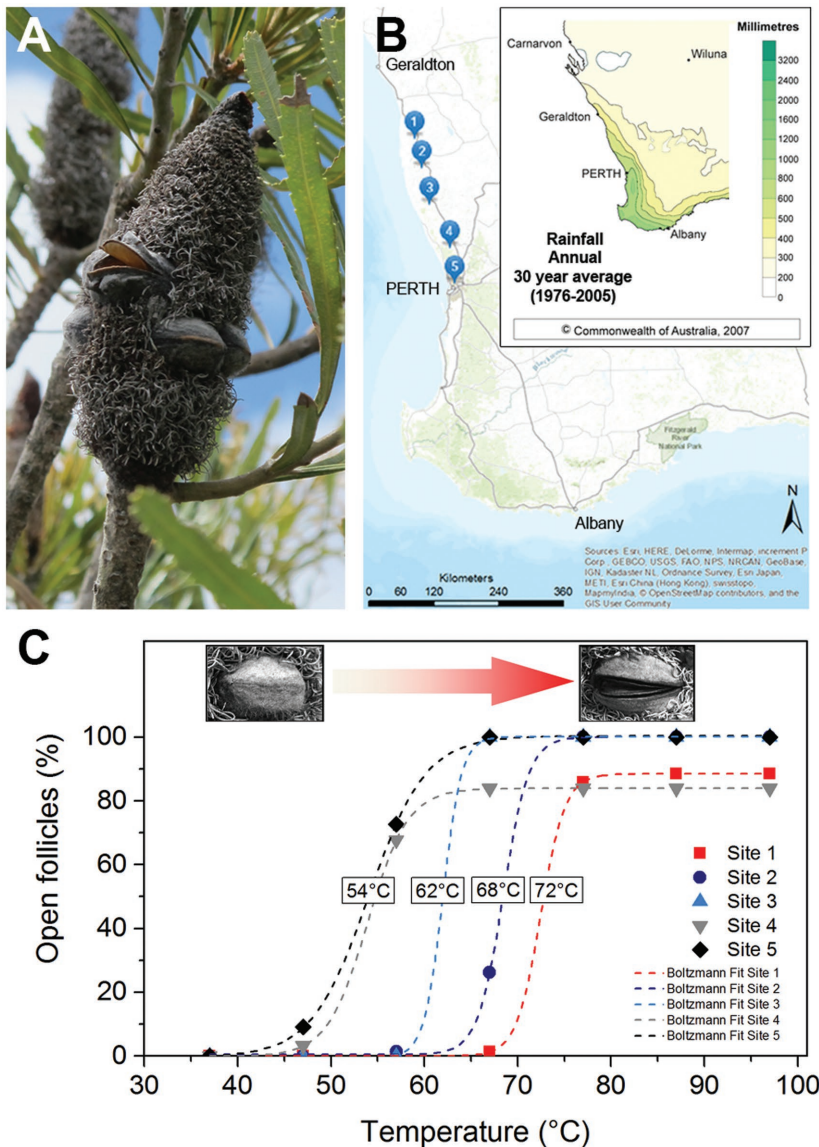 A
B
Geraldton
1
2
3
4
5
PERTH
Albany
Fitzgerald
River
National Park
N
Kilometers
0 60 120 240 360
Sources: Esri, HERE, DeLorme, Intermap, increment P
Corp., GEBCO, USGS, FAO, NPS, NRCAN, GeoBase,
IGN, Kadaster NL, Ordnance Survey, Esri Japan,
METI, Esri China (Hong Kong), swisstopo,
MapmyIndia, © OpenStreetMap contributors, and the
GIS User Community
Carnarvon
Wiluna
Geraldton
PERTH
Albany
Rainfall
Annual
30 year average
(1976-2005)
Millimetres
3200
2400
2000
1600
1000
800
600
500
400
300
200
0
© Commonwealth of Australia, 2007
C
Open follicles (%)
100
80
60
40
20
0
54°C
62°C
68°C
72°C
Site 1
Site 2
Site 3
Site 4
Site 5
Boltzmann Fit Site 1
Boltzmann Fit Site 2
Boltzmann Fit Site 3
Boltzmann Fit Site 4
Boltzmann Fit Site 5
30 40 50 60 70 80 90 100
Temperature (°C)